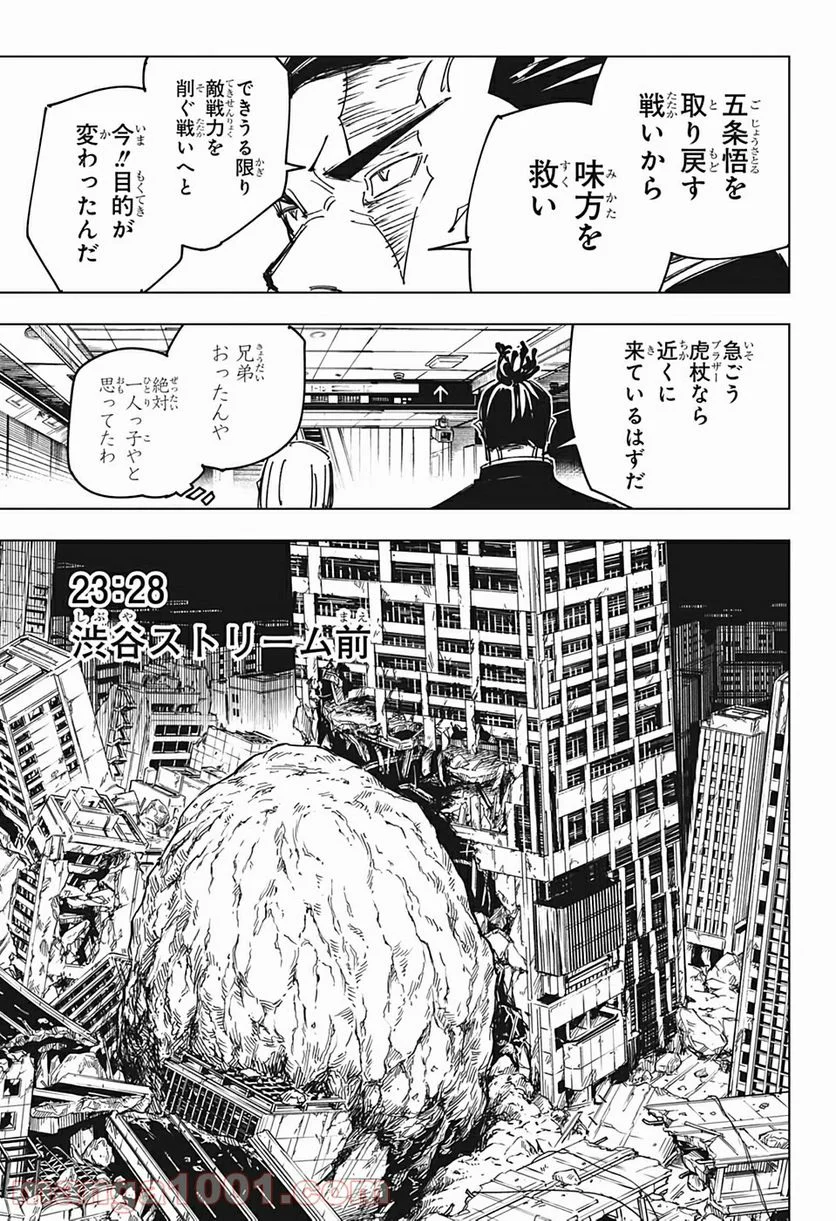 五条悟を
取り戻す
戦いから
味方を
救い
できうる限り
敵戦力を
削ぐ戦いへと
今!!目的が
変わったんだ
急ごう
虎杖なら
近くに
来ているはずだ
兄弟
おったんや
絶対
一人っ子やと
思ってたわ
23:28
渋谷ストリーム前
manga1001.com